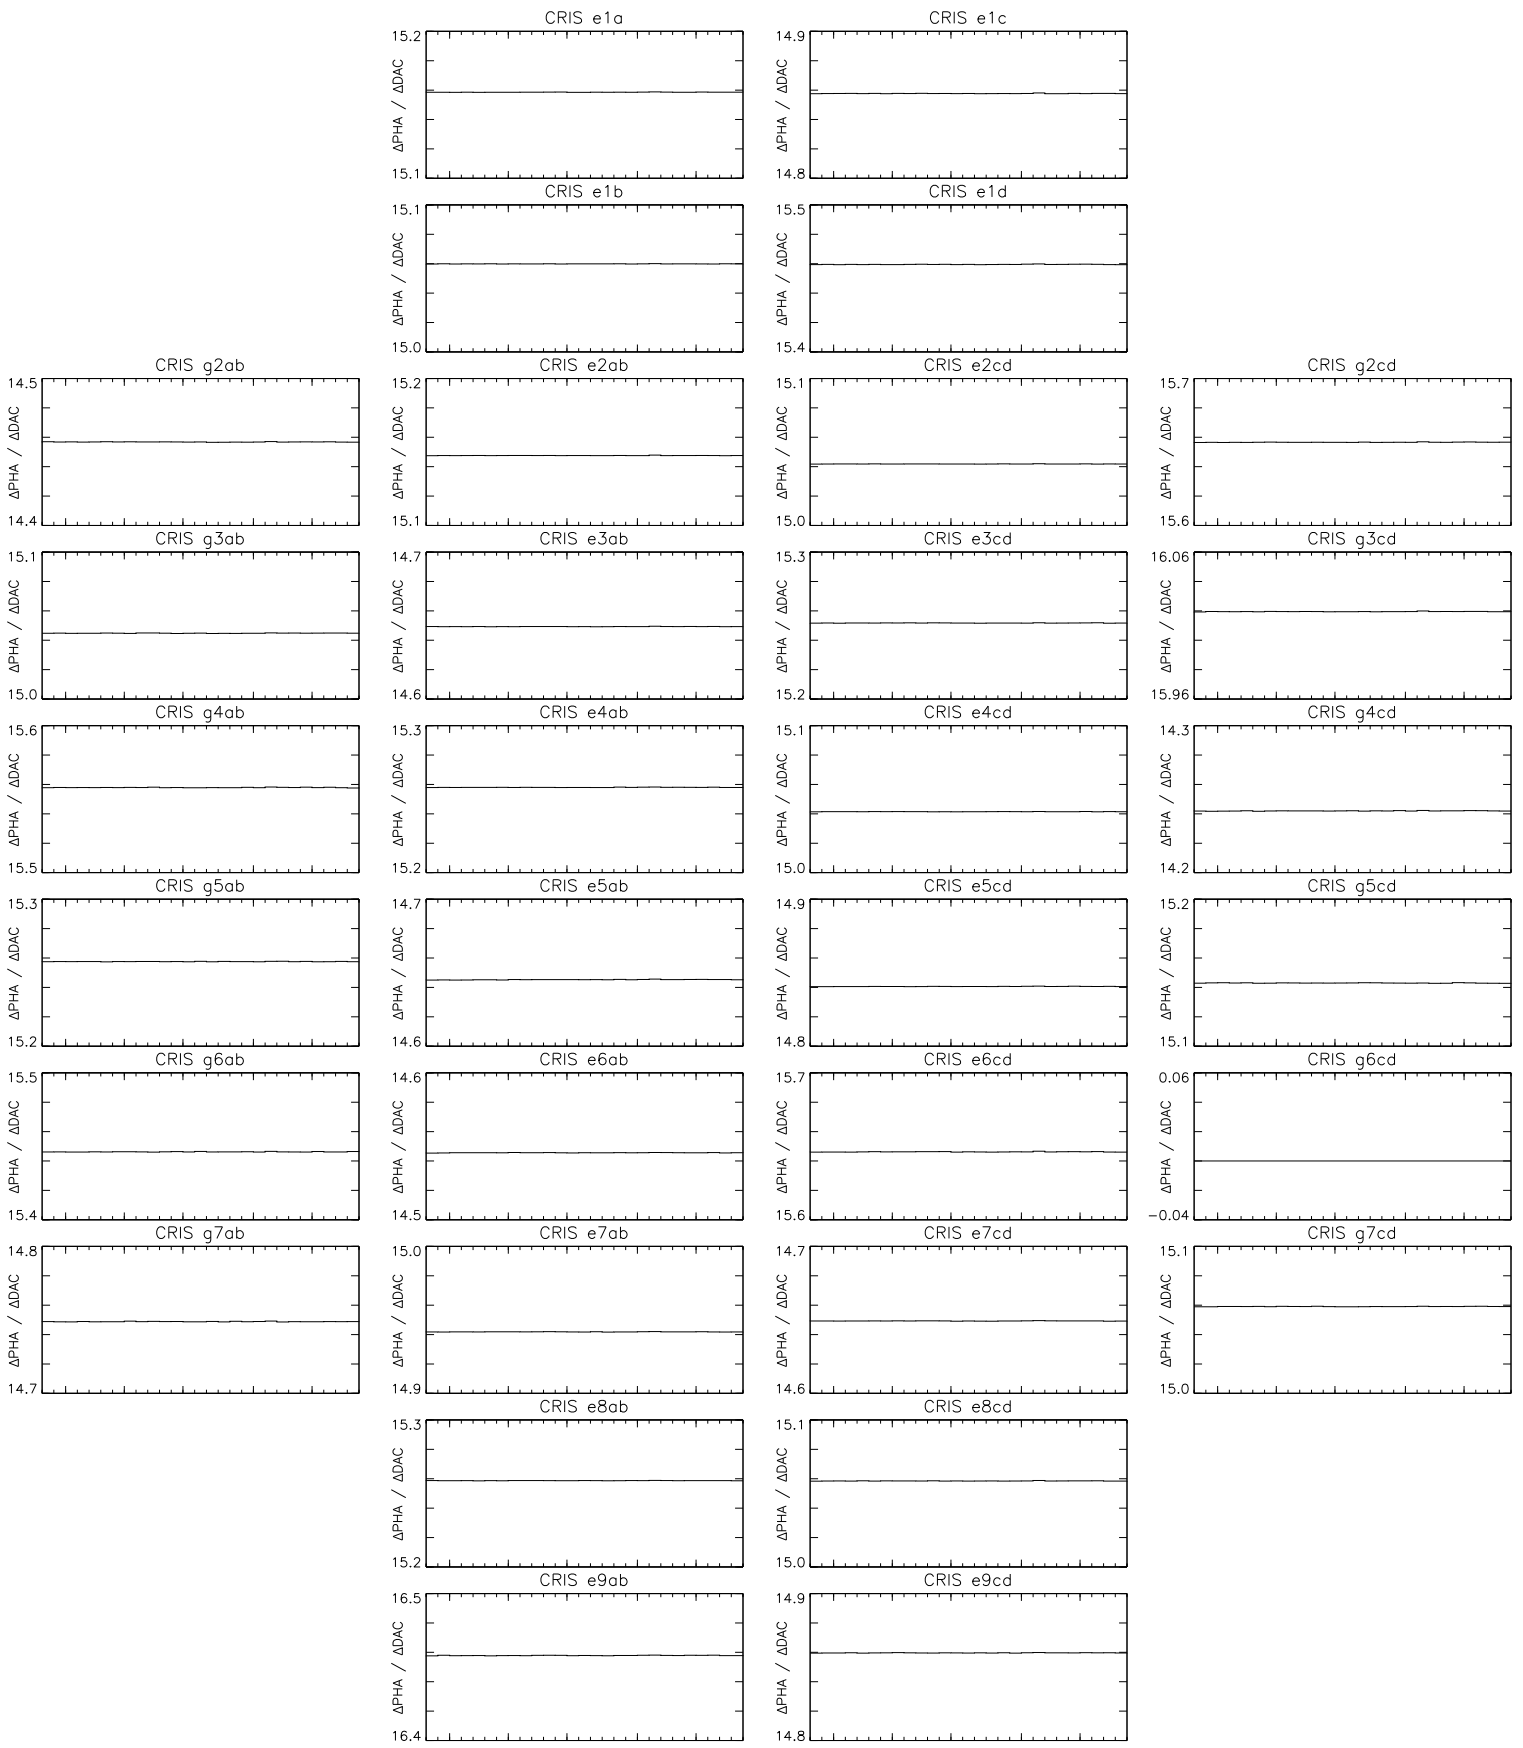 CRIS e1a
CRIS e1c
15.2
ΔPHA / ΔDAC
15.1
14.9
ΔPHA / ΔDAC
14.8
CRIS e1b
CRIS e1d
15.1
ΔPHA / ΔDAC
15.0
15.5
ΔPHA / ΔDAC
15.4
CRIS g2ab
CRIS e2ab
CRIS e2cd
CRIS g2cd
14.5
ΔPHA / ΔDAC
14.4
15.2
ΔPHA / ΔDAC
15.1
15.1
ΔPHA / ΔDAC
15.0
15.7
ΔPHA / ΔDAC
15.6
CRIS g3ab
CRIS e3ab
CRIS e3cd
CRIS g3cd
15.1
ΔPHA / ΔDAC
15.0
14.7
ΔPHA / ΔDAC
14.6
15.3
ΔPHA / ΔDAC
15.2
16.06
ΔPHA / ΔDAC
15.96
CRIS g4ab
CRIS e4ab
CRIS e4cd
CRIS g4cd
15.6
ΔPHA / ΔDAC
15.5
15.3
ΔPHA / ΔDAC
15.2
15.1
ΔPHA / ΔDAC
15.0
14.3
ΔPHA / ΔDAC
14.2
CRIS g5ab
CRIS e5ab
CRIS e5cd
CRIS g5cd
15.3
ΔPHA / ΔDAC
15.2
14.7
ΔPHA / ΔDAC
14.6
14.9
ΔPHA / ΔDAC
14.8
15.2
ΔPHA / ΔDAC
15.1
CRIS g6ab
CRIS e6ab
CRIS e6cd
CRIS g6cd
15.5
ΔPHA / ΔDAC
15.4
14.6
ΔPHA / ΔDAC
14.5
15.7
ΔPHA / ΔDAC
15.6
0.06
ΔPHA / ΔDAC
−0.04
CRIS g7ab
CRIS e7ab
CRIS e7cd
CRIS g7cd
14.8
ΔPHA / ΔDAC
14.7
15.0
ΔPHA / ΔDAC
14.9
14.7
ΔPHA / ΔDAC
14.6
15.1
ΔPHA / ΔDAC
15.0
CRIS e8ab
CRIS e8cd
15.3
ΔPHA / ΔDAC
15.2
15.1
ΔPHA / ΔDAC
15.0
CRIS e9ab
CRIS e9cd
16.5
ΔPHA / ΔDAC
16.4
14.9
ΔPHA / ΔDAC
14.8